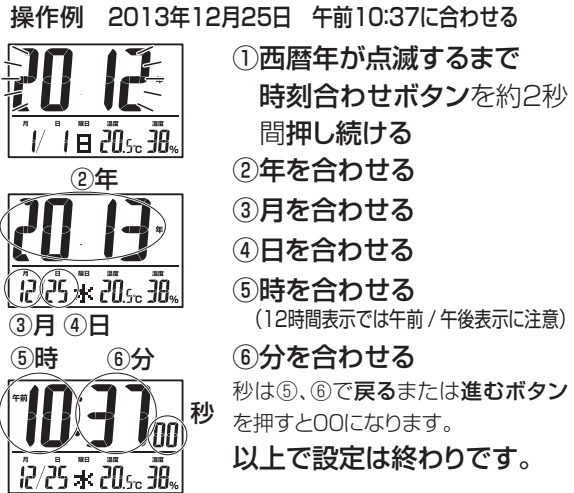 操作例　2013年12月25日　午前10:37に合わせる
2012 年
月 日 曜日 温度 湿度
1/ 1 日 20.5℃ 38%
②年
2013 年
月 日 曜日 温度 湿度
12/25 水 20.5℃ 38%
③月 ④日
⑤時 ⑥分
午前 10:37 00 秒
月 日 曜日 温度 湿度
12/25 水 20.5℃ 38%
①西暦年が点滅するまで
時刻合わせボタンを約2秒
間押し続ける
②年を合わせる
③月を合わせる
④日を合わせる
⑤時を合わせる
（12時間表示では午前 / 午後表示に注意）
⑥分を合わせる
秒は⑤、⑥で戻るまたは進むボタン
を押すと00になります。
以上で設定は終わりです。